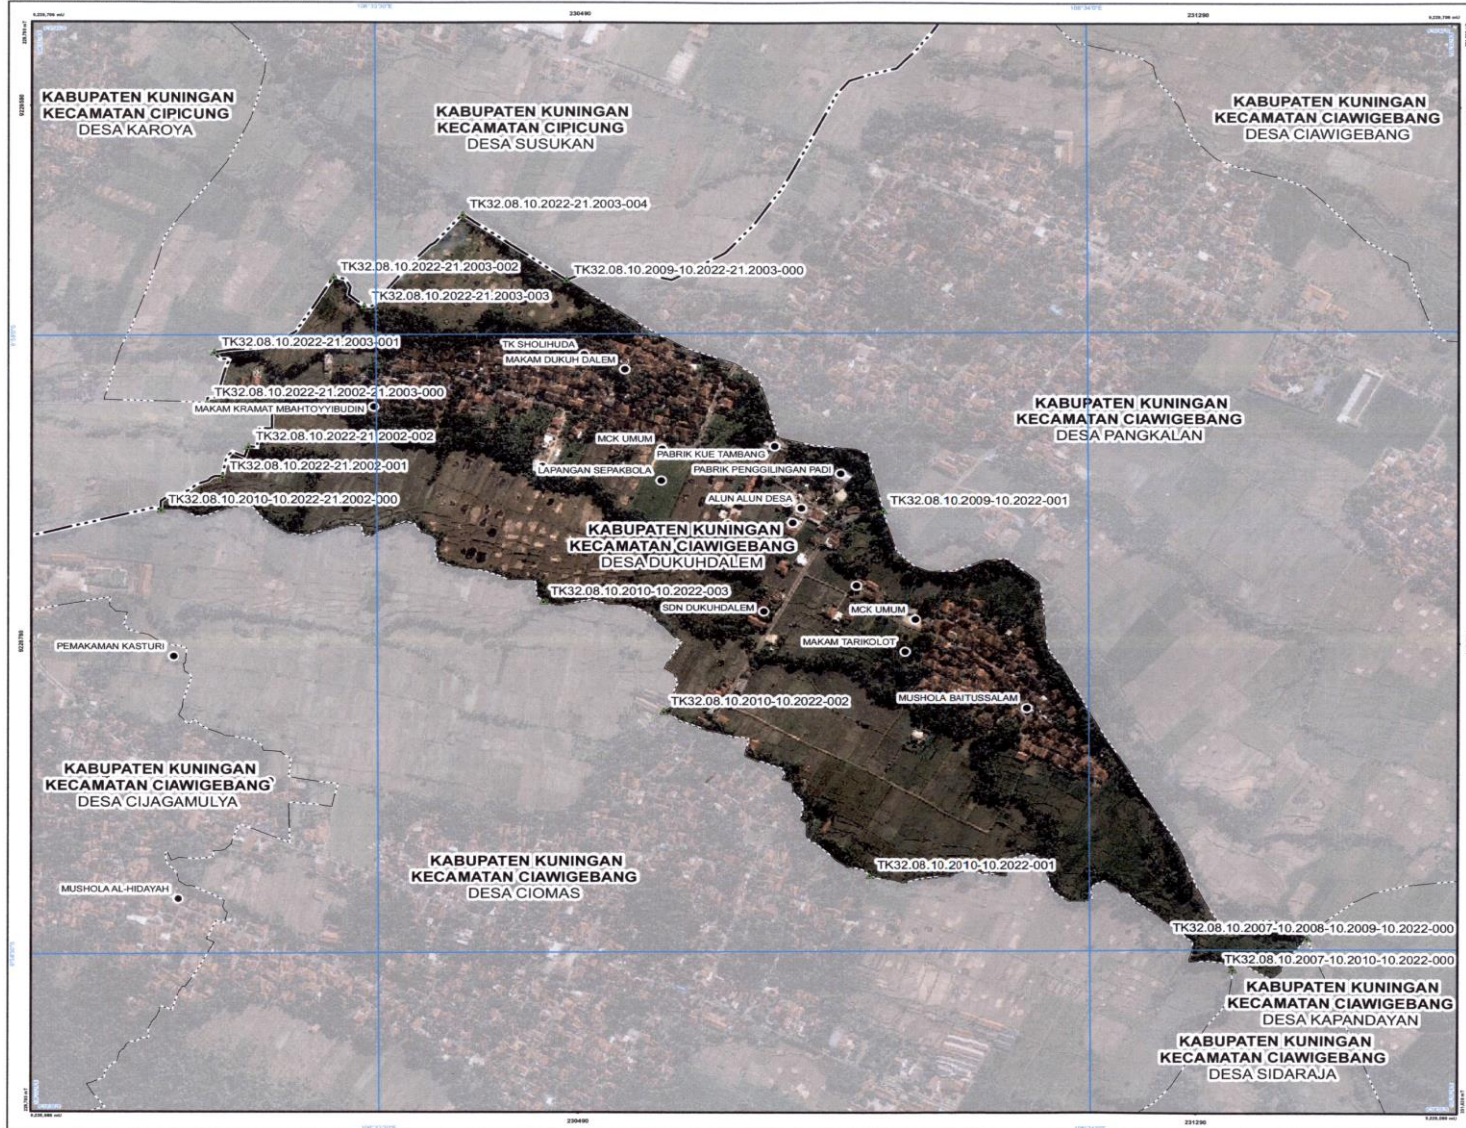 230490
231290
KABUPATEN KUNINGAN
KECAMATAN CIPICUNG
DESA KAROYA
KABUPATEN KUNINGAN
KECAMATAN CIPICUNG
DESA SUSUKAN
KABUPATEN KUNINGAN
KECAMATAN CIAWIGEBANG
DESA CIAWIGEBANG
TK32.08.10.2022-21.2003-004
TK32.08.10.2022-21.2003-002
TK32.08.10.2009-10.2022-21.2003-000
TK32.08.10.2022-21.2003-003
TK32.08.10.2022-21.2003-001
TK SHOLIHUDA
MAKAM DUKUH DALEM
TK32.08.10.2022-21.2002-21.2003-000
MAKAM KRAMAT MBAHTOYYIBUDIN
KABUPATEN KUNINGAN
KECAMATAN CIAWIGEBANG
DESA PANGKALAN
TK32.08.10.2022-21.2002-002
MCK UMUM
PABRIK KUE TAMBANG
TK32.08.10.2022-21.2002-001
LAPANGAN SEPAKBOLA
PABRIK PENGGILINGAN PADI
TK32.08.10.2010-10.2022-21.2002-000
ALUN ALUN DESA
TK32.08.10.2009-10.2022-001
KABUPATEN KUNINGAN
KECAMATAN CIAWIGEBANG
DESA DUKUHDALEM
TK32.08.10.2010-10.2022-003
SDN DUKUHDALEM
MCK UMUM
PEMAKAMAN KASTURI
MAKAM TARIKOLOT
TK32.08.10.2010-10.2022-002
MUSHOLA BAITUSSALAM
KABUPATEN KUNINGAN
KECAMATAN CIAWIGEBANG
DESA CIJAGAMULYA
KABUPATEN KUNINGAN
KECAMATAN CIAWIGEBANG
DESA CIOMAS
TK32.08.10.2010-10.2022-001
MUSHOLA AL-HIDAYAH
TK32.08.10.2007-10.2008-10.2009-10.2022-000
TK32.08.10.2007-10.2010-10.2022-000
KABUPATEN KUNINGAN
KECAMATAN CIAWIGEBANG
DESA KAPANDAYAN
KABUPATEN KUNINGAN
KECAMATAN CIAWIGEBANG
DESA SIDARAJA
230490
231290